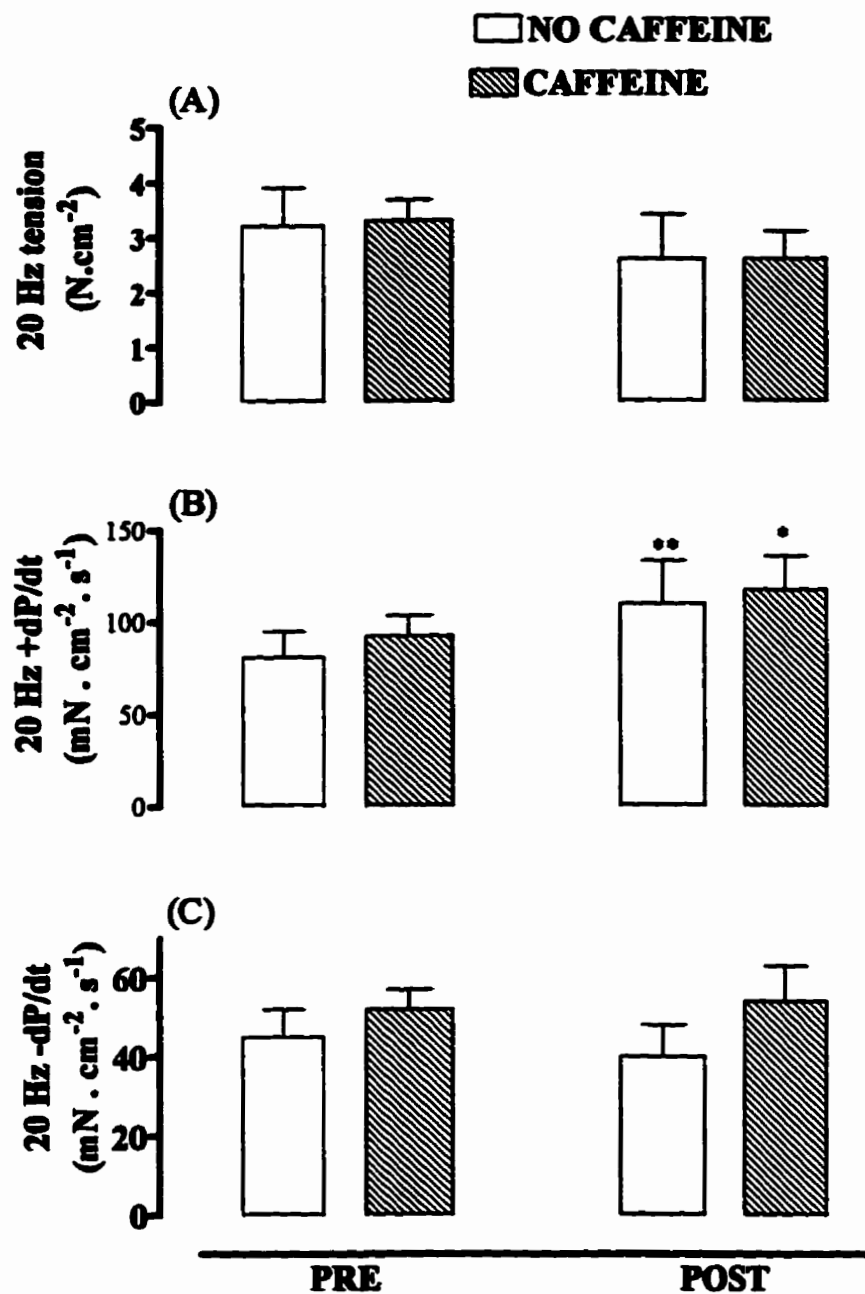 NO CAFFEINE
CAFFEINE
(A)
20 Hz tension
(N.cm⁻²)
5
4
3
2
1
0
(B)
20 Hz +dP/dt
(mN . cm⁻² . s⁻¹)
150
100
50
0
** *
(C)
20 Hz -dP/dt
(mN . cm⁻² . s⁻¹)
60
40
20
0
PRE POST